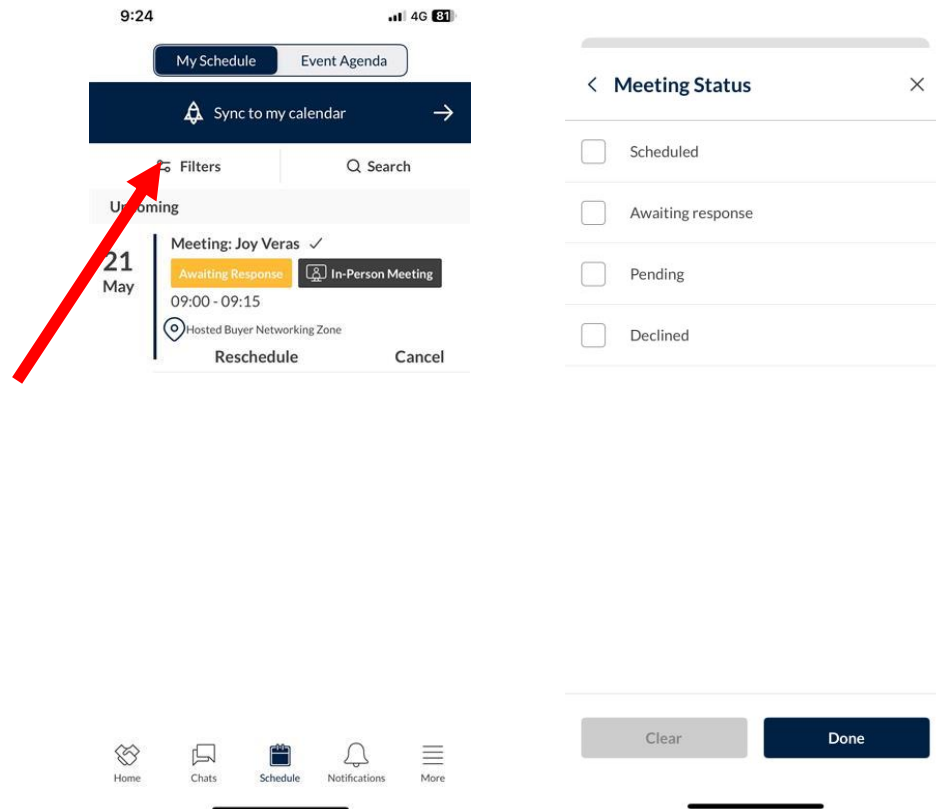 9:24
4G 81
My Schedule Event Agenda
Sync to my calendar
Filters Search
Upcoming
21
May
Meeting: Joy Veras
Awaiting Response In-Person Meeting
09:00 - 09:15
Hosted Buyer Networking Zone
Reschedule Cancel
Home Chats Schedule Notifications More
Meeting Status
Scheduled
Awaiting response
Pending
Declined
Clear Done